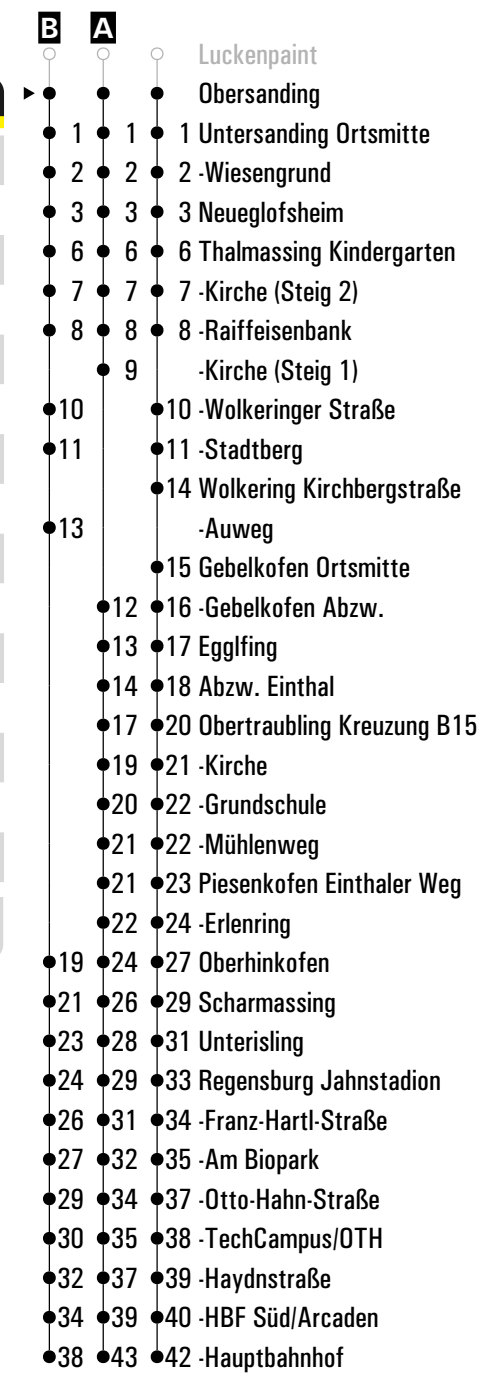 B A
Luckenpaint
Obersanding
1 1 1 Untersanding Ortsmitte
2 2 2 -Wiesengrund
3 3 3 Neueglofsheim
6 6 6 Thalmassing Kindergarten
7 7 7 -Kirche (Steig 2)
8 8 8 -Raiffeisenbank
9 -Kirche (Steig 1)
10 10 -Wolkeringer Straße
11 11 -Stadtberg
14 Wolkering Kirchbergstraße
13 -Auweg
15 Gebelkofen Ortsmitte
12 16 -Gebelkofen Abzw.
13 17 Egglfing
14 18 Abzw. Einthal
17 20 Obertraubling Kreuzung B15
19 21 -Kirche
20 22 -Grundschule
21 22 -Mühlenweg
21 23 Piesenkofen Einthaler Weg
22 24 -Erlenring
19 24 27 Oberhinkofen
21 26 29 Scharmassing
23 28 31 Unterisling
24 29 33 Regensburg Jahnstadion
26 31 34 -Franz-Hartl-Straße
27 32 35 -Am Biopark
29 34 37 -Otto-Hahn-Straße
30 35 38 -TechCampus/OTH
32 37 39 -Haydnstraße
34 39 40 -HBF Süd/Arcaden
38 43 42 -Hauptbahnhof